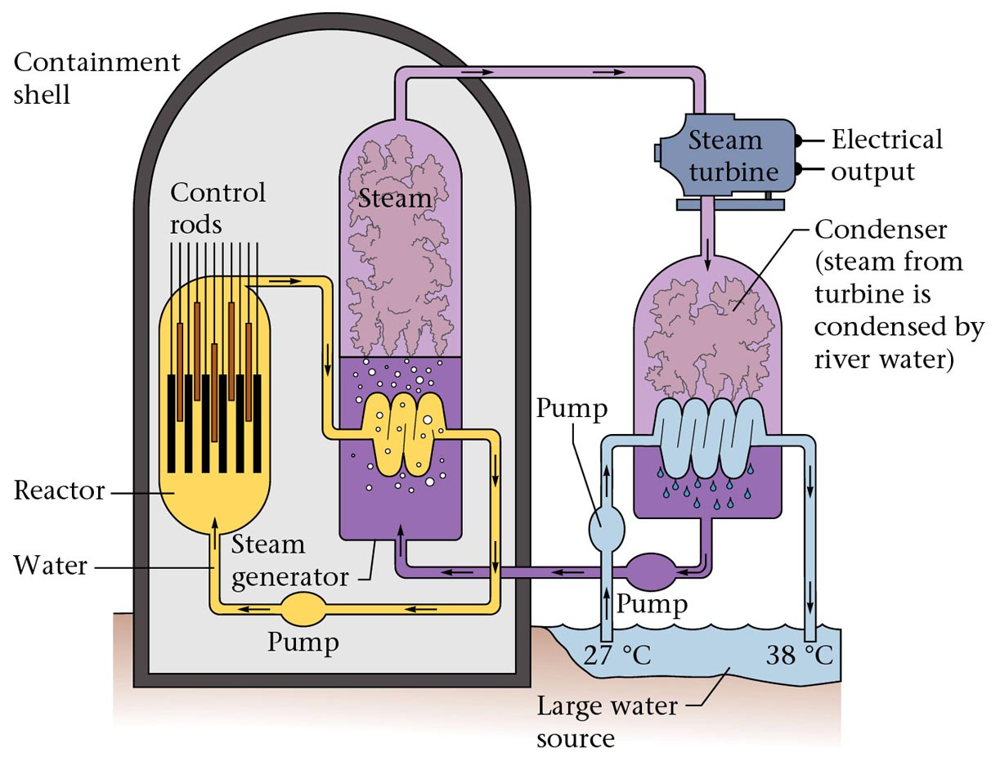 Containment
shell
Control
rods
Steam
Steam
turbine
Electrical
output
Condenser
(steam from
turbine is
condensed by
river water)
Pump
Reactor
Water
Steam
generator
Pump
Pump
27 °C
38 °C
Large water
source